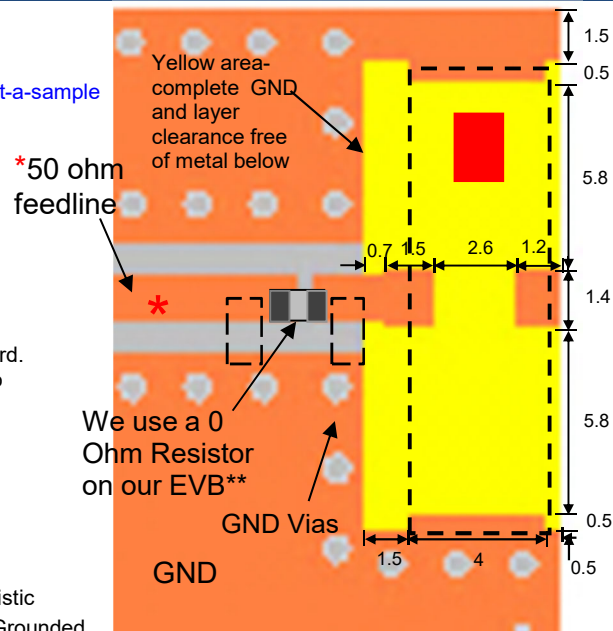 1.5
0.5
Yellow area-
complete GND
and layer
clearance free
of metal below
t-a-sample
*50 ohm
feedline
5.8
0.7
1.5
2.6
1.2
*
1.4
rd.
We use a 0
Ohm Resistor
on our EVB**
5.8
GND Vias
0.5
1.5
4
0.5
GND
istic
Grounded